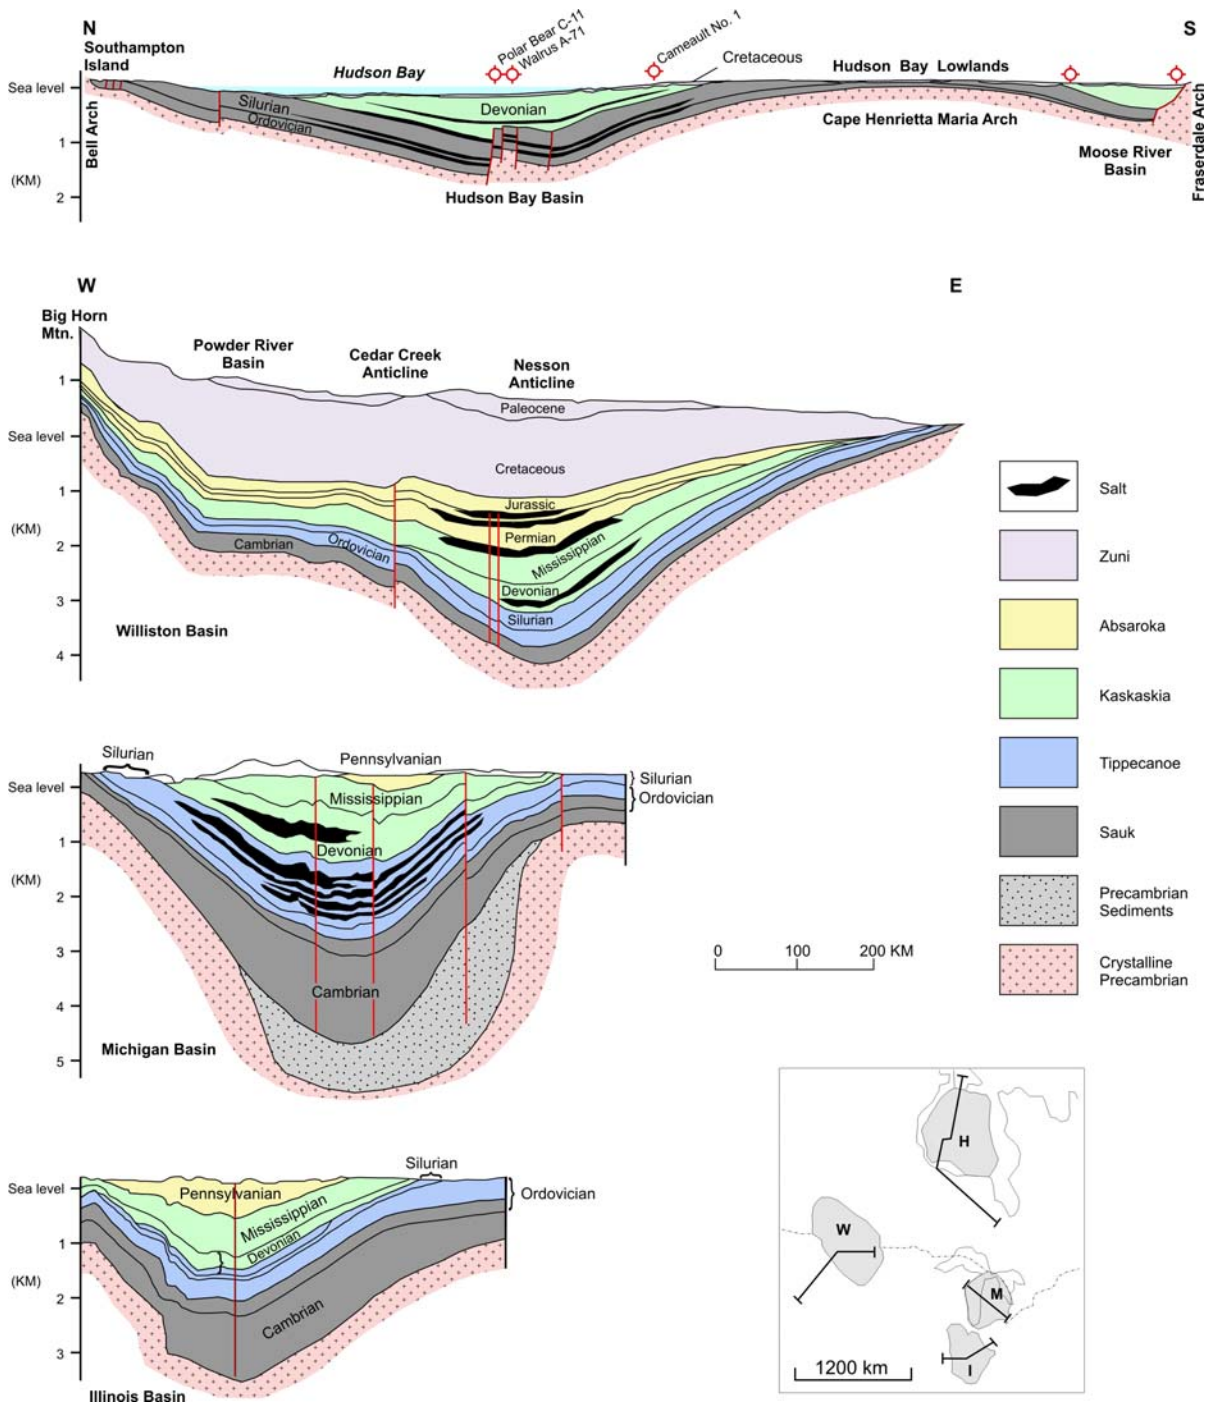 N
S
Southampton
Island
Polar Bear C-11
Walrus A-71
Cameault No. 1
Hudson Bay
Cretaceous
Hudson Bay Lowlands
Sea level
Silurian
Devonian
Ordovician
Bell Arch
Cape Henrietta Maria Arch
Fraserdale Arch
1
Moose River
Basin
(KM)
2
Hudson Bay Basin
W
E
Big Horn
Mtn.
Powder River
Basin
Cedar Creek
Anticline
Nesson
Anticline
1
Paleocene
Sea level
Cretaceous
1
Jurassic
(KM)
Permian
2
Cambrian
Ordovician
Mississippian
Devonian
3
Silurian
Williston Basin
4
Salt
Zuni
Absaroka
Kaskaskia
Tippecanoe
Sauk
Precambrian
Sediments
Crystalline
Precambrian
Silurian
Pennsylvanian
Sea level
Mississippian
Silurian
Ordovician
1
Devonian
(KM)
2
3
Cambrian
4
Michigan Basin
5
0 100 200 KM
Silurian
Sea level
Pennsylvanian
Ordovician
Mississippian
1
Devonian
(KM)
2
Cambrian
3
Illinois Basin
H
W
M
I
1200 km